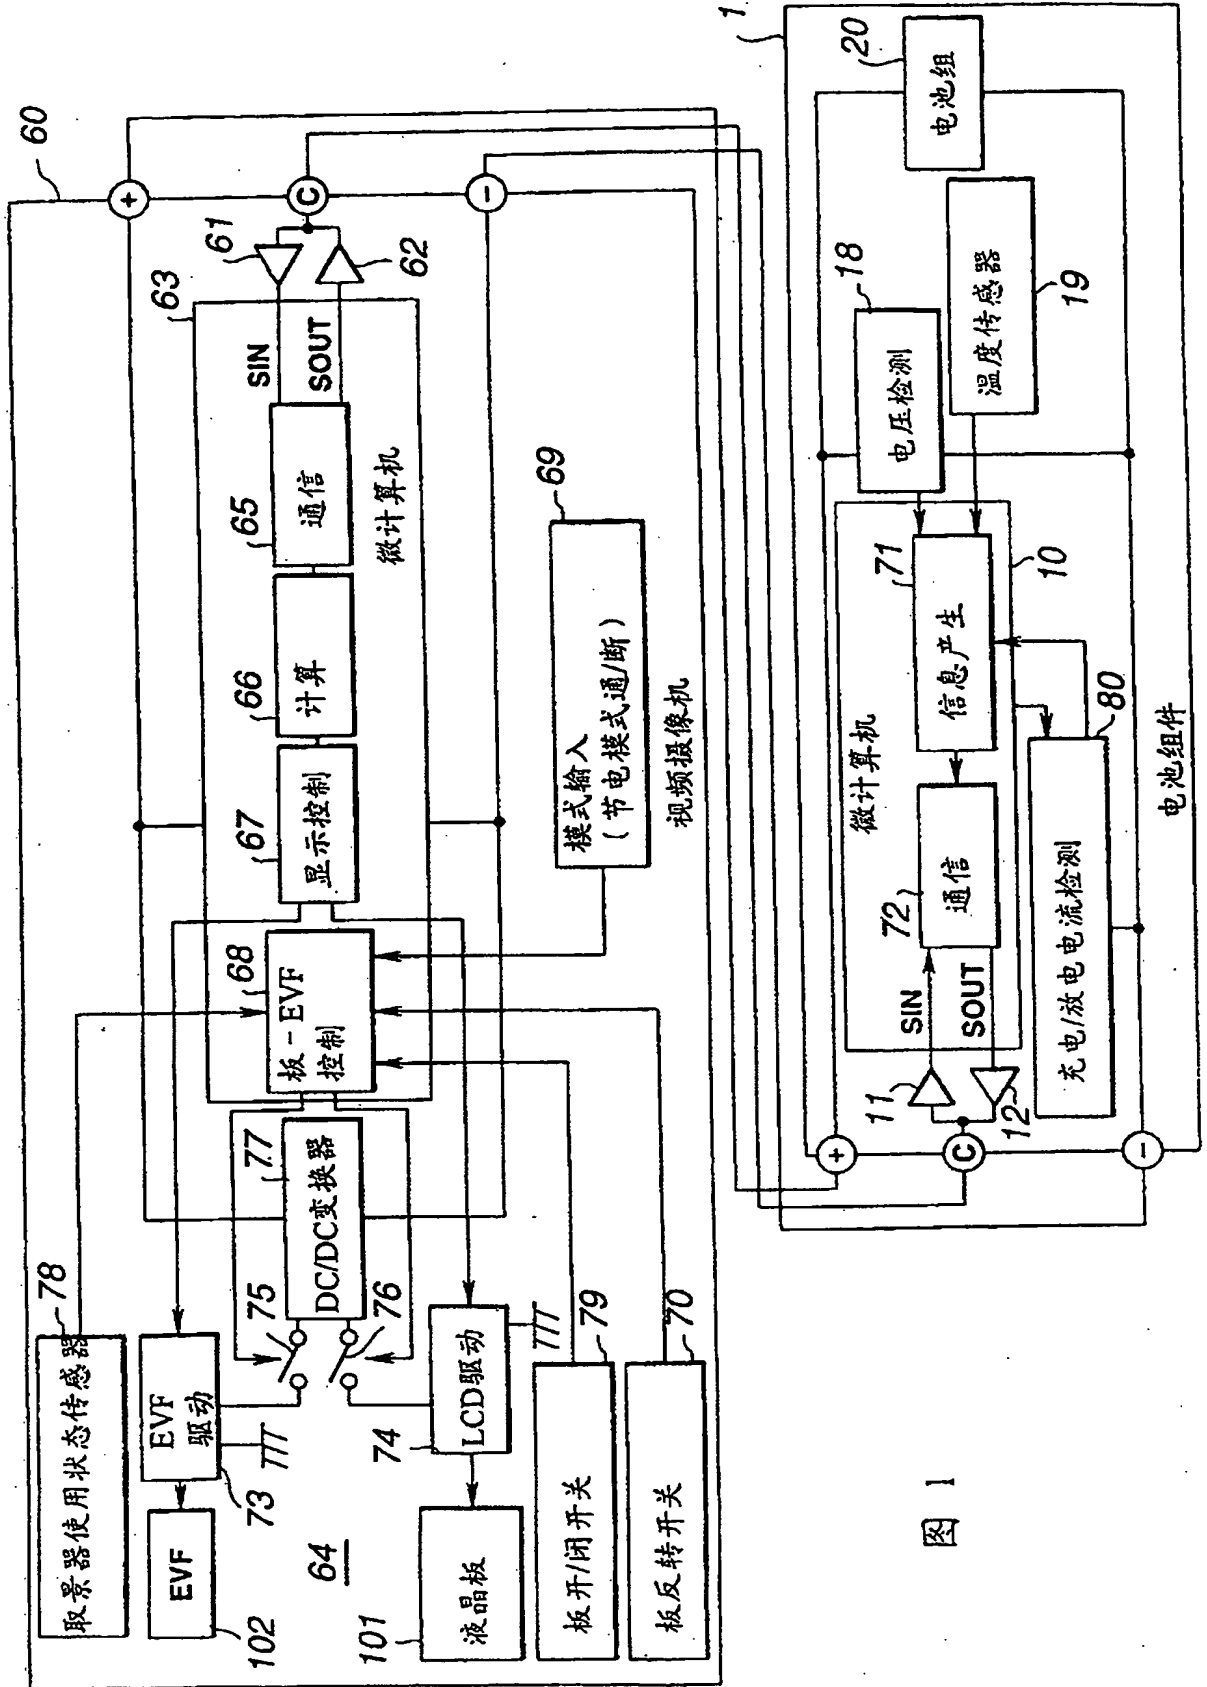 60
+
C
−
61
62
63
SIN
SOUT
65
通信
微计算机
66
计算
67
显示控制
68
板－EVF
控制
69
模式输入
（节电模式通/断）
视频摄像机
77
DC/DC变换器
75
76
78
取景器使用状态传感器
EVF
驱动
73
EVF
102
64
LCD驱动
74
液晶板
101
79
板开/闭开关
70
板反转开关
1
20
电池组
18
电压检测
19
温度传感器
71
信息产生
10
微计算机
72
通信
SIN
SOUT
11
12
80
充电/放电电流检测
+
C
−
电池组件
图 1